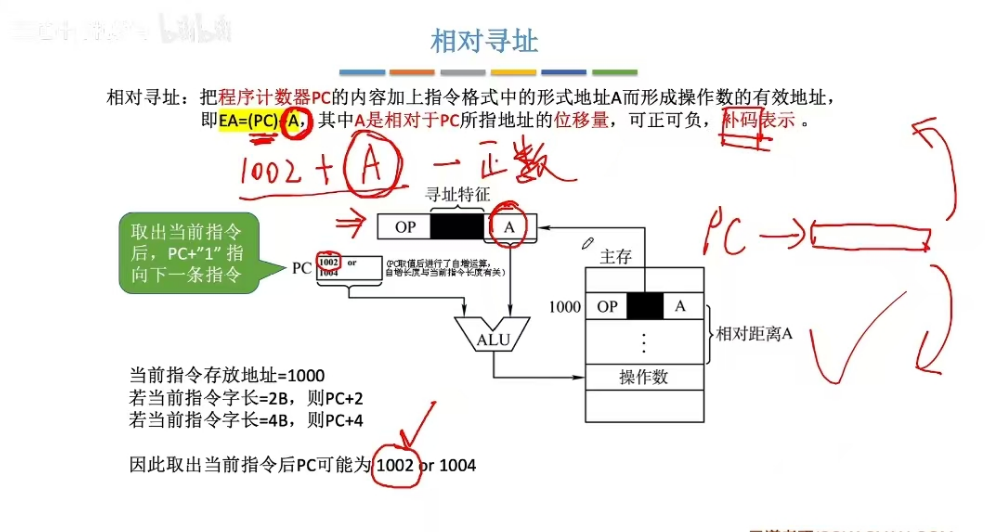 bilibili
相对寻址
相对寻址：把程序计数器PC的内容加上指令格式中的形式地址A而形成操作数的有效地址，
即EA=(PC)+A，其中A是相对于PC所指地址的位移量，可正可负，补码表示 。
1002 + A — 正数
寻址特征
OP A
取出当前指令
后，PC+"1" 指
向下一条指令
PC
1002 or
1004
(PC取值后进行了自增运算，
自增长度与当前指令长度有关)
ALU
主存
1000 OP A
⋮
相对距离A
操作数
PC →
当前指令存放地址=1000
若当前指令字长=2B，则PC+2
若当前指令字长=4B，则PC+4
因此取出当前指令后PC可能为 1002 or 1004